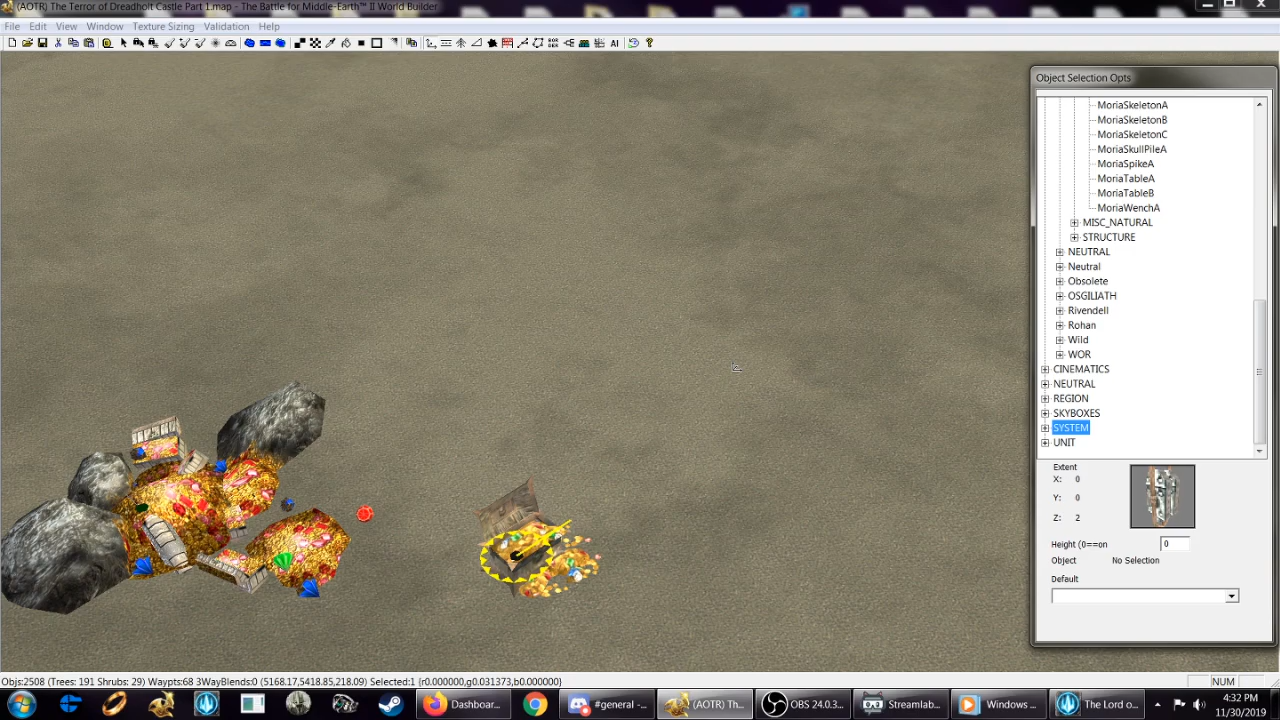 (AOTR) The Terror of Dreadholt Castle Part 1.map - The Battle for Middle-Earth™ II World Builder
File Edit View Window Texture Sizing Validation Help
AI
Object Selection Opts
MoriaSkeletonA
MoriaSkeletonB
MoriaSkeletonC
MoriaSkullPileA
MoriaSpikeA
MoriaTableA
MoriaTableB
MoriaWenchA
MISC_NATURAL
STRUCTURE
NEUTRAL
Neutral
Obsolete
OSGILIATH
Rivendell
Rohan
Wild
WOR
CINEMATICS
NEUTRAL
REGION
SKYBOXES
SYSTEM
UNIT
Extent
X: 0
Y: 0
Z: 2
Height (0==on 0
Object No Selection
Default
Objs:2508 (Trees: 191 Shrubs: 29) Waypts:68 3WayBlends:0 (5168.17,5418.85,218.09) Selected:1 {r0.000000,g0.031373,b0.000000}
NUM
Dashboar... #general -... (AOTR) Th... OBS 24.0.3... Streamlab... Windows ... The Lord o...
4:32 PM
11/30/2019